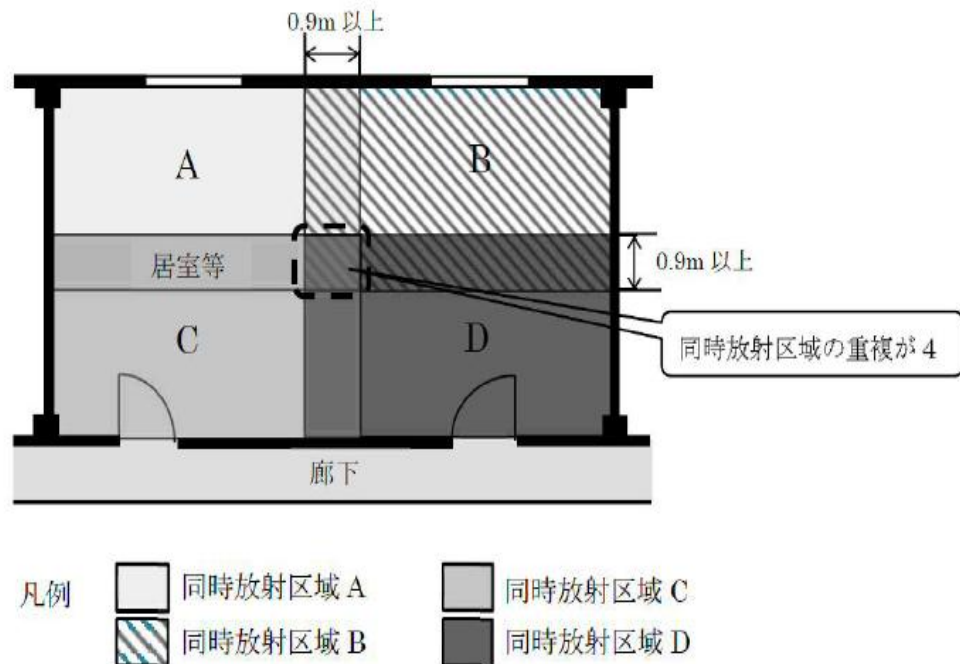 0.9m 以上
A
B
居室等
0.9m 以上
C
D
同時放射区域の重複が 4
廊下
凡例
同時放射区域 A
同時放射区域 C
同時放射区域 B
同時放射区域 D